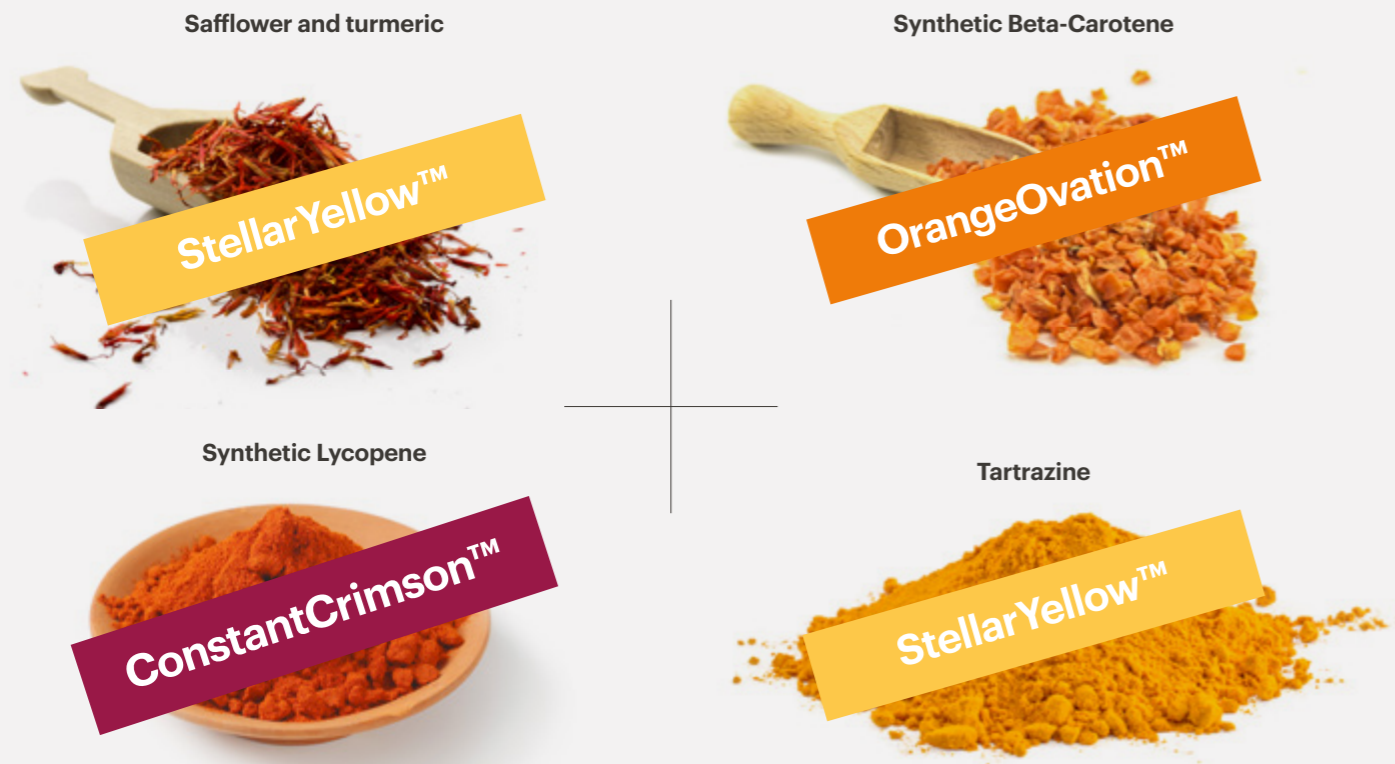 Safflower and turmeric
Synthetic Beta-Carotene
StellarYellow™
OrangeOvation™
Synthetic Lycopene
Tartrazine
ConstantCrimson™
StellarYellow™